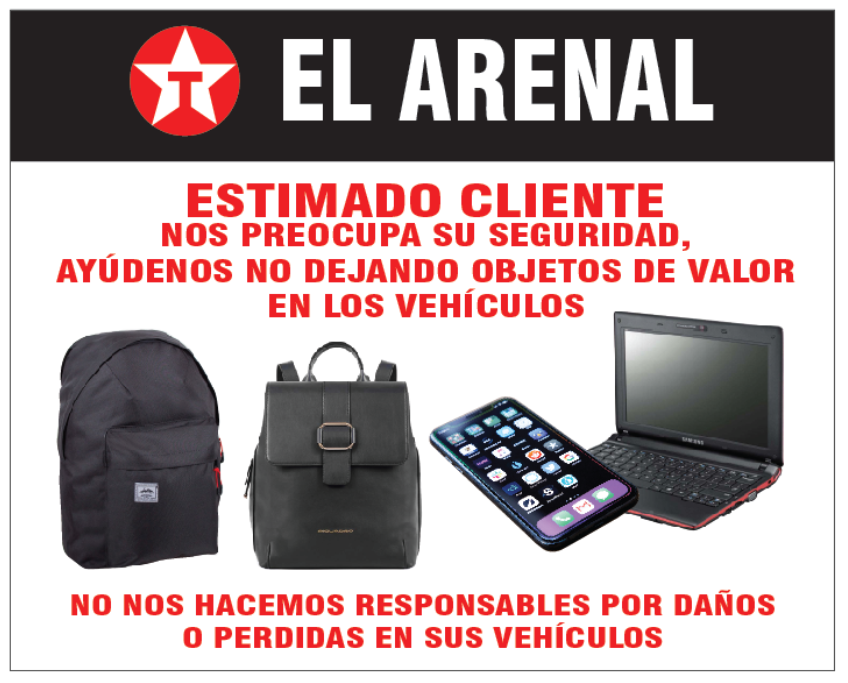 T EL ARENAL
ESTIMADO CLIENTE
NOS PREOCUPA SU SEGURIDAD,
AYÚDENOS NO DEJANDO OBJETOS DE VALOR
EN LOS VEHÍCULOS
SAMSUNG
NO NOS HACEMOS RESPONSABLES POR DAÑOS
O PERDIDAS EN SUS VEHÍCULOS